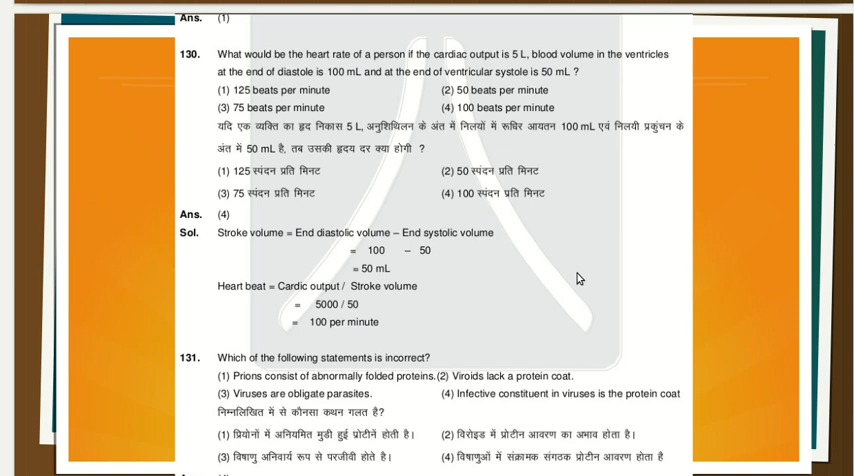 Ans. (1)
130. What would be the heart rate of a person if the cardiac output is 5 L, blood volume in the ventricles
at the end of diastole is 100 mL and at the end of ventricular systole is 50 mL ?
(1) 125 beats per minute (2) 50 beats per minute
(3) 75 beats per minute (4) 100 beats per minute
यदि एक व्यक्ति का हृद निकास 5 L, अनुशिथिलन के अंत में निलयों में रूधिर आयतन 100 mL एवं निलयी प्रकुंचन के
अंत में 50 mL है, तब उसकी हृदय दर क्या होगी ?
(1) 125 स्पंदन प्रति मिनट (2) 50 स्पंदन प्रति मिनट
(3) 75 स्पंदन प्रति मिनट (4) 100 स्पंदन प्रति मिनट
Ans. (4)
Sol. Stroke volume = End diastolic volume – End systolic volume
= 100 – 50
= 50 mL
Heart beat = Cardic output / Stroke volume
= 5000 / 50
= 100 per minute
131. Which of the following statements is incorrect?
(1) Prions consist of abnormally folded proteins. (2) Viroids lack a protein coat.
(3) Viruses are obligate parasites. (4) Infective constituent in viruses is the protein coat
निम्नलिखित में से कौनसा कथन गलत है?
(1) प्रियोनों में अनियमित मुडी हुई प्रोटीनें होती है। (2) विरोइड में प्रोटीन आवरण का अभाव होता है।
(3) विषाणु अनिवार्य रूप से परजीवी होते है। (4) विषाणुओं में संक्रामक संगठक प्रोटीन आवरण होता है